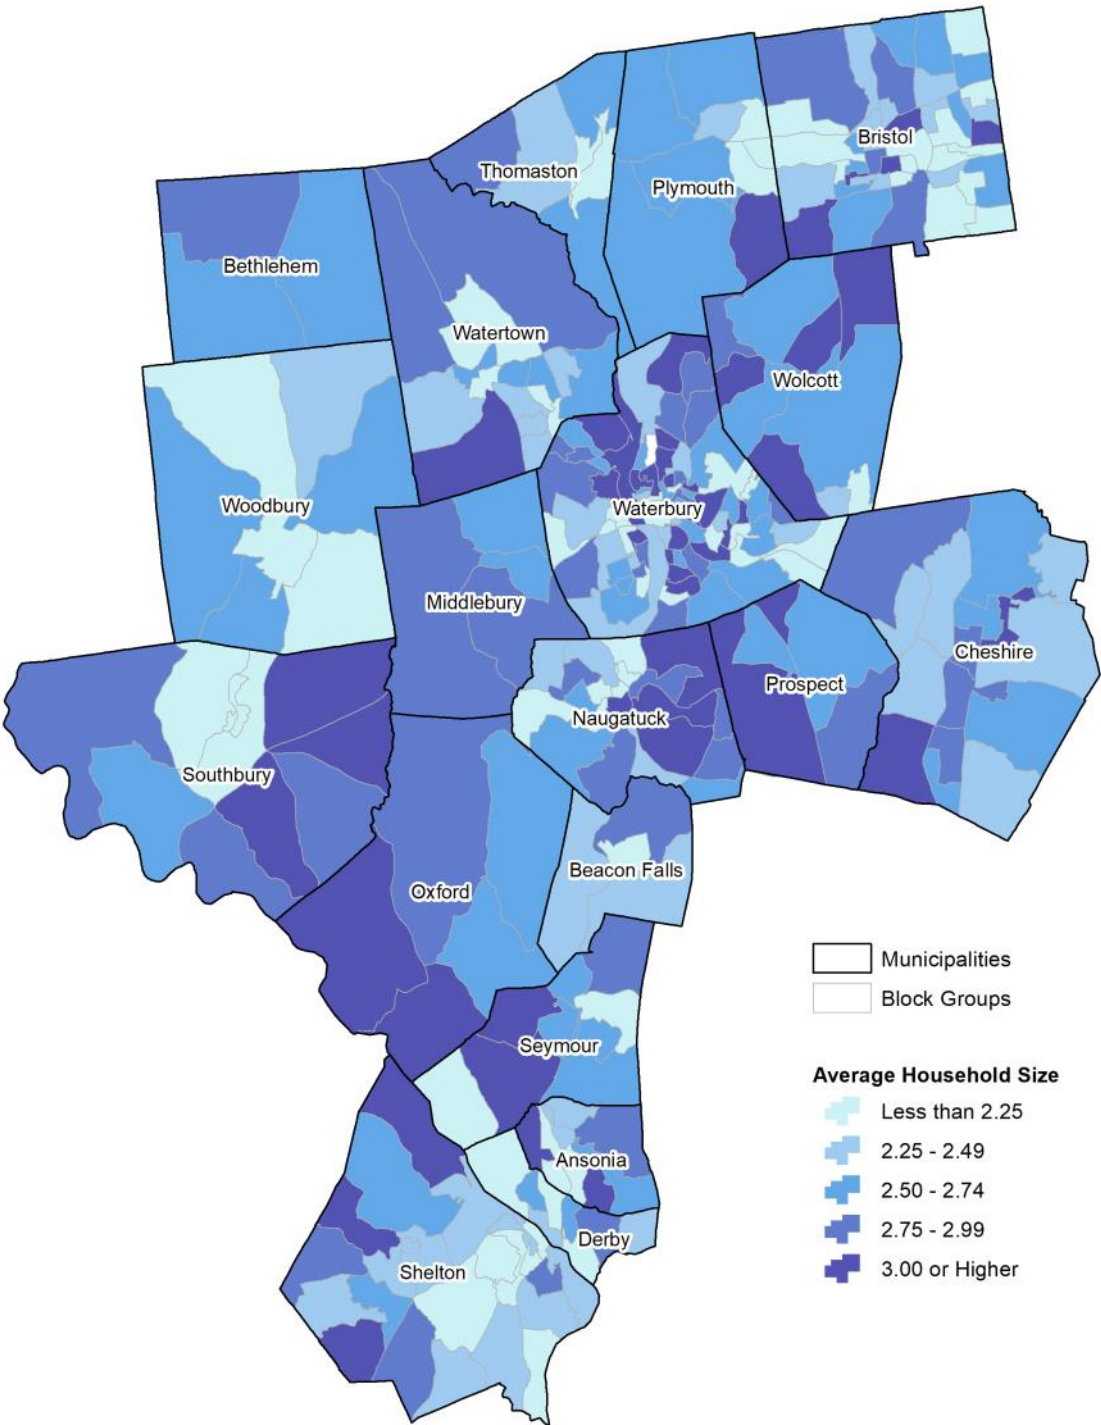 Bristol
Thomaston
Plymouth
Bethlehem
Watertown
Wolcott
Woodbury
Waterbury
Middlebury
Cheshire
Prospect
Naugatuck
Southbury
Beacon Falls
Oxford
Municipalities
Block Groups
Seymour
Average Household Size
Less than 2.25
2.25 - 2.49
Ansonia
2.50 - 2.74
2.75 - 2.99
Derby
3.00 or Higher
Shelton